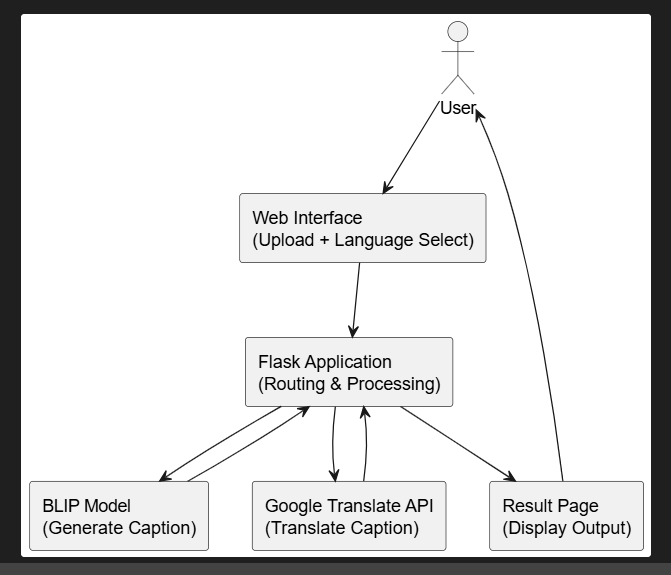 User
Web Interface
(Upload + Language Select)
Flask Application
(Routing & Processing)
BLIP Model
(Generate Caption)
Google Translate API
(Translate Caption)
Result Page
(Display Output)